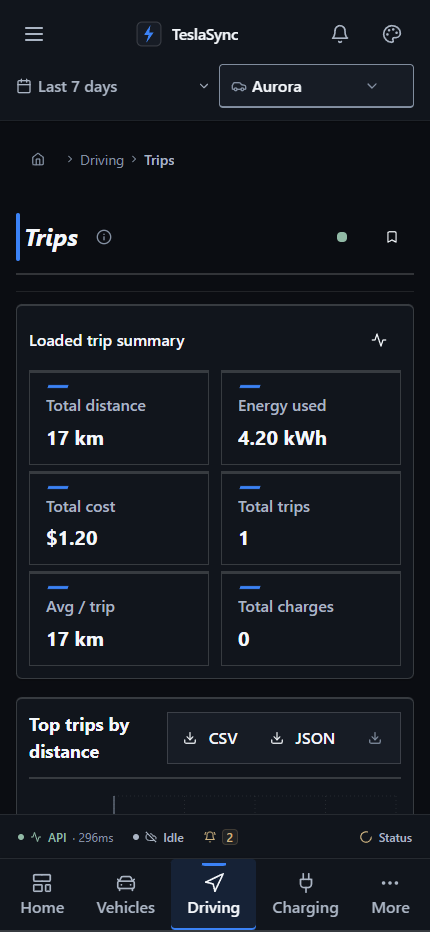 TeslaSync
Last 7 days
Aurora
Driving
Trips
Trips
Loaded trip summary
Total distance
17 km
Energy used
4.20 kWh
Total cost
$1.20
Total trips
1
Avg / trip
17 km
Total charges
0
Top trips by
distance
CSV
JSON
API · 296ms
Idle
2
Status
Home
Vehicles
Driving
Charging
More